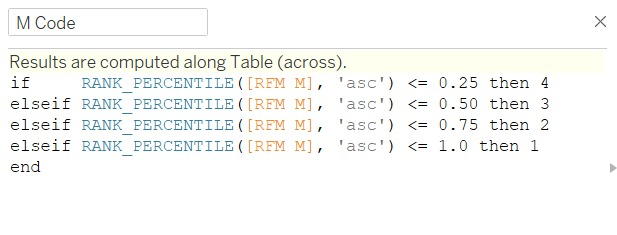 M Code
Results are computed along Table (across).
if     RANK_PERCENTILE([RFM M], 'asc') <= 0.25 then 4
elseif RANK_PERCENTILE([RFM M], 'asc') <= 0.50 then 3
elseif RANK_PERCENTILE([RFM M], 'asc') <= 0.75 then 2
elseif RANK_PERCENTILE([RFM M], 'asc') <= 1.0 then 1
end